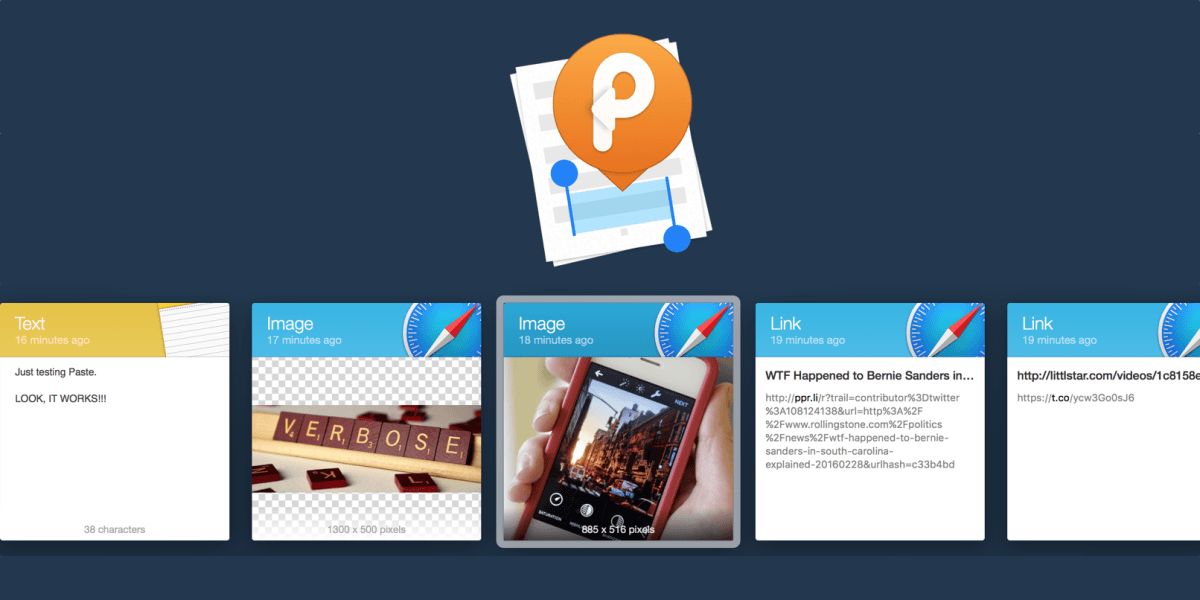 P
Text
16 minutes ago
Just testing Paste.
LOOK, IT WORKS!!!
38 characters
Image
17 minutes ago
VERBOSE
K
L
1300 x 500 pixels
Image
18 minutes ago
NEXT
SATURATION
885 x 516 pixels
Link
19 minutes ago
WTF Happened to Bernie Sanders in...
http://ppr.li/r?trail=contributor%3Dtwitter
%3A108124138&url=http%3A%2F
%2Fwww.rollingstone.com%2Fpolitics
%2Fnews%2Fwtf-happened-to-bernie-
sanders-in-south-carolina-
explained-20160228&urlhash=c33b4bd
Link
19 minutes ago
http://littlstar.com/videos/1c8158e
https://t.co/ycw3Go0sJ6